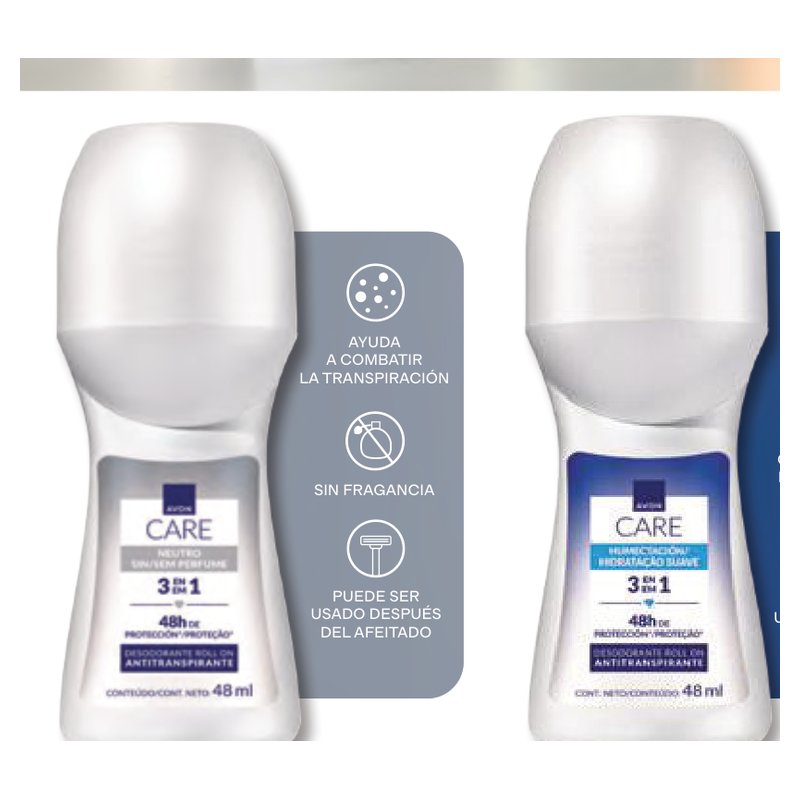 AYUDA
A COMBATIR
LA TRANSPIRACIÓN
SIN FRAGANCIA
PUEDE SER
USADO DESPUÉS
DEL AFEITADO
AVON
CARE
NEUTRO
SIN/SEM PERFUME
3 EN EM 1
48h DE
PROTECCIÓN*/PROTEÇÃO*
DESODORANTE ROLL ON
ANTITRANSPIRANTE
CONTEÚDO/CONT. NETO: 48 ml
AVON
CARE
HUMECTACIÓN/
HIDRATAÇÃO SUAVE
3 EN EM 1
48h DE
PROTECCIÓN*/PROTEÇÃO*
DESODORANTE ROLL ON
ANTITRANSPIRANTE
CONT. NETO/CONTEÚDO: 48 ml